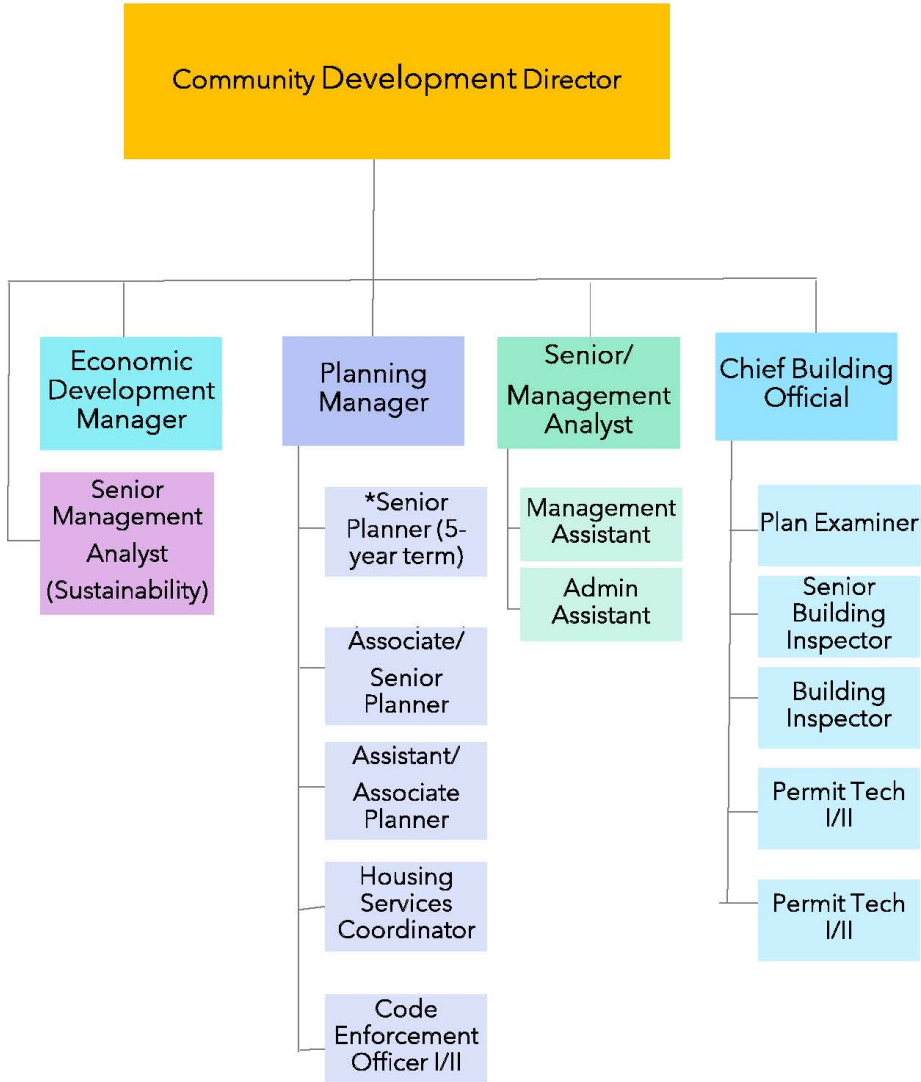 Community Development Director
Economic
Development
Manager
Senior
Management
Analyst
(Sustainability)
Planning
Manager
*Senior
Planner (5-
year term)
Associate/
Senior
Planner
Assistant/
Associate
Planner
Housing
Services
Coordinator
Code
Enforcement
Officer I/II
Senior/
Management
Analyst
Management
Assistant
Admin
Assistant
Chief Building
Official
Plan Examiner
Senior
Building
Inspector
Building
Inspector
Permit Tech
I/II
Permit Tech
I/II